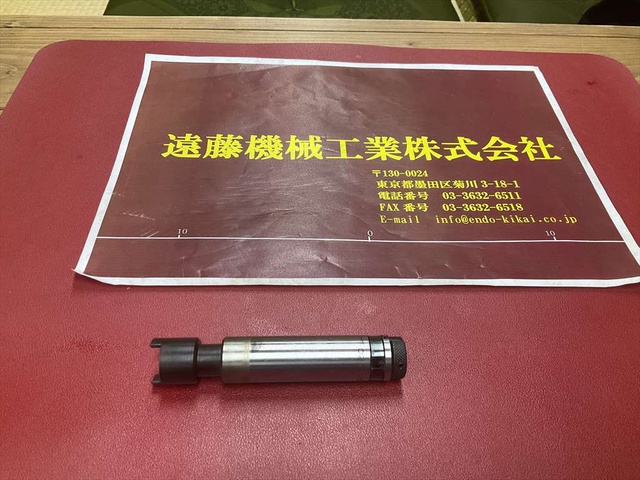 遠藤機械工業株式会社
〒130-0024
東京都墨田区菊川 3-18-1
電話番号 03-3632-6511
FAX 番号 03-3632-6518
E-mail info@endo-kikai.co.jp
10 0 10